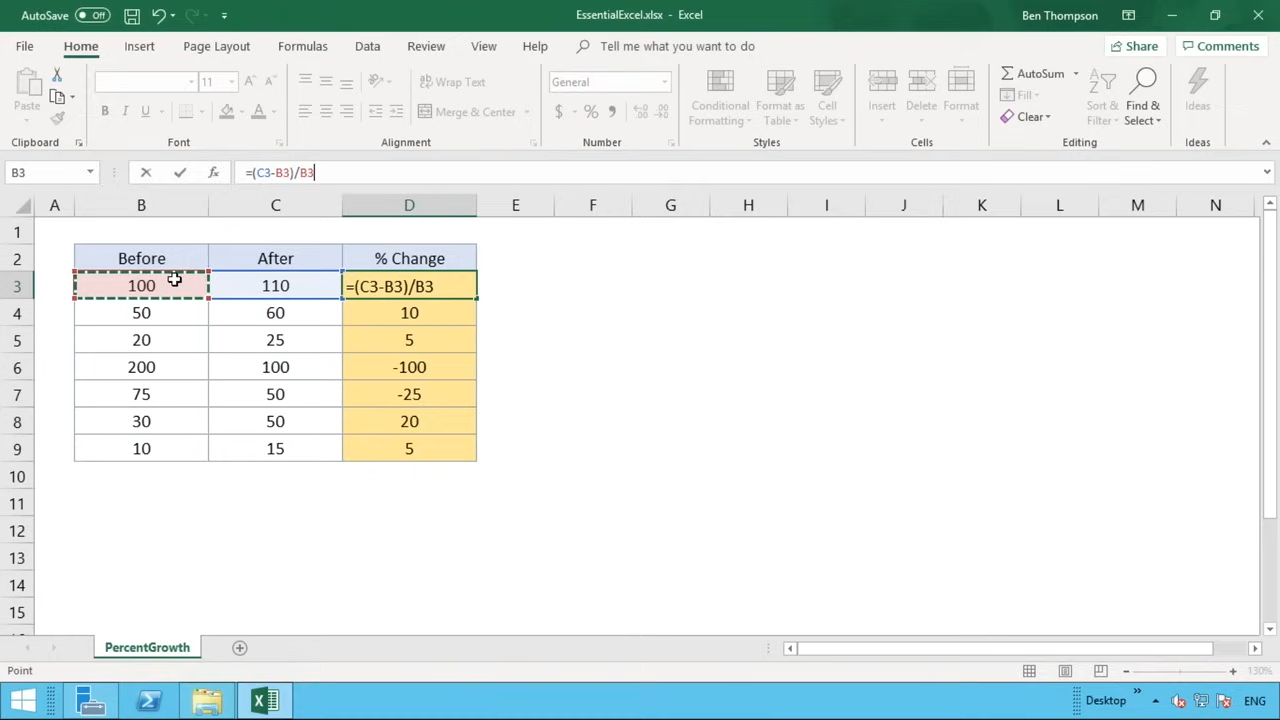 AutoSave Off EssentialExcel.xlsx - Excel Ben Thompson
File Home Insert Page Layout Formulas Data Review View Help Tell me what you want to do Share Comments
Paste 11 A A Wrap Text General Conditional Formatting Format as Table Cell Styles Insert Delete Format AutoSum Fill Clear Sort & Filter Find & Select Ideas
B I U A Merge & Center $ % ,
Clipboard Font Alignment Number Styles Cells Editing Ideas
B3 fx =(C3-B3)/B3
A B C D E F G H I J K L M N
1
2 Before After % Change
3 100 110 =(C3-B3)/B3
4 50 60 10
5 20 25 5
6 200 100 -100
7 75 50 -25
8 30 50 20
9 10 15 5
10
11
12
13
14
15
PercentGrowth
Point 130%
Desktop ENG